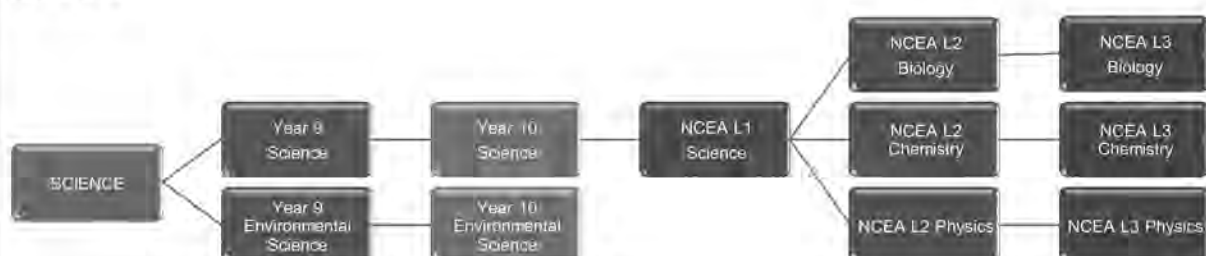 SCIENCE
Year 9
Science
Year 9
Environmental
Science
Year 10
Science
Year 10
Environmental
Science
NCEA L1
Science
NCEA L2
Biology
NCEA L2
Chemistry
NCEA L2 Physics
NCEA L3
Biology
NCEA L3
Chemistry
NCEA L3 Physics